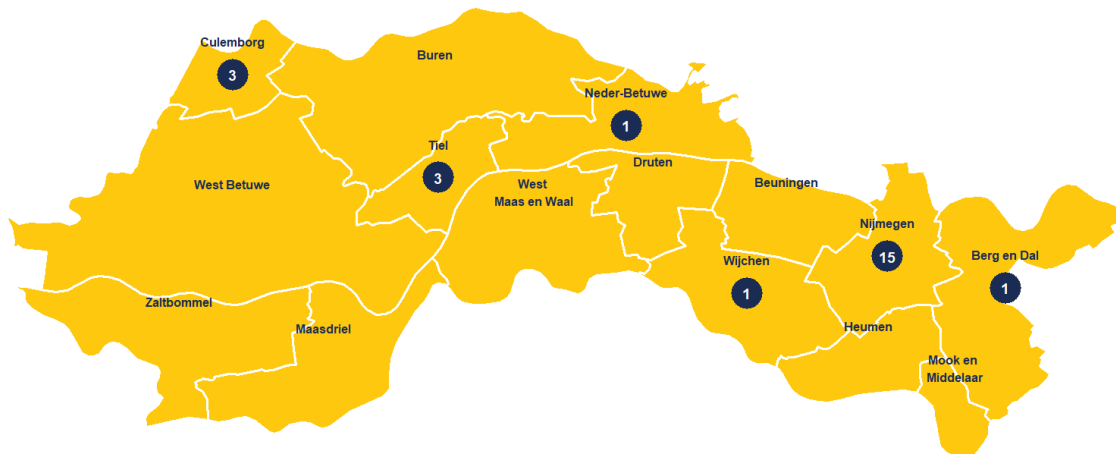 Culemborg
3
Buren
Neder-Betuwe
1
Tiel
3
Druten
West Betuwe
West
Maas en Waal
Beuningen
Nijmegen
15
Wijchen
1
Berg en Dal
1
Zaltbommel
Maasdriel
Heumen
Mook en
Middelaar